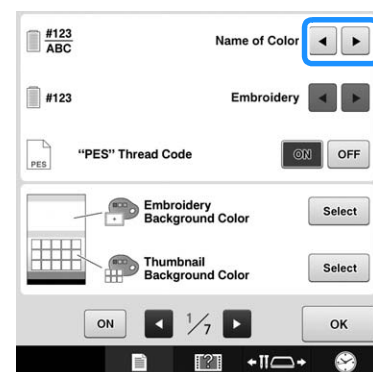 #123
ABC
Name of Color
#123
Embroidery
PES
"PES" Thread Code
ON
OFF
Embroidery
Background Color
Select
Thumbnail
Background Color
Select
ON
1/7
OK
?